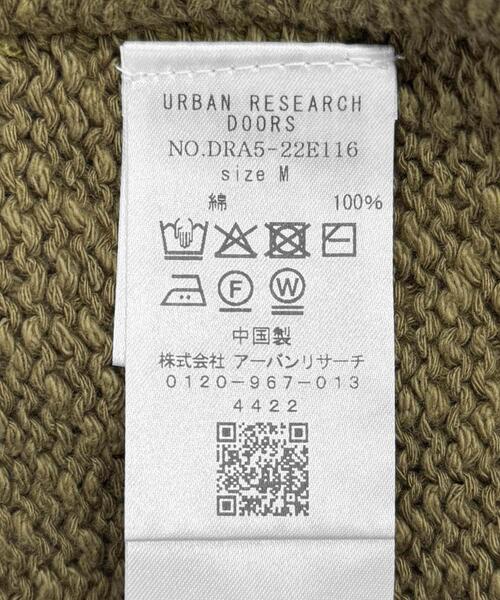 URBAN RESEARCH
DOORS
NO.DRA5-22E116
size M
綿 100%
F W
中国製
株式会社 アーバンリサーチ
0120-967-013
4422